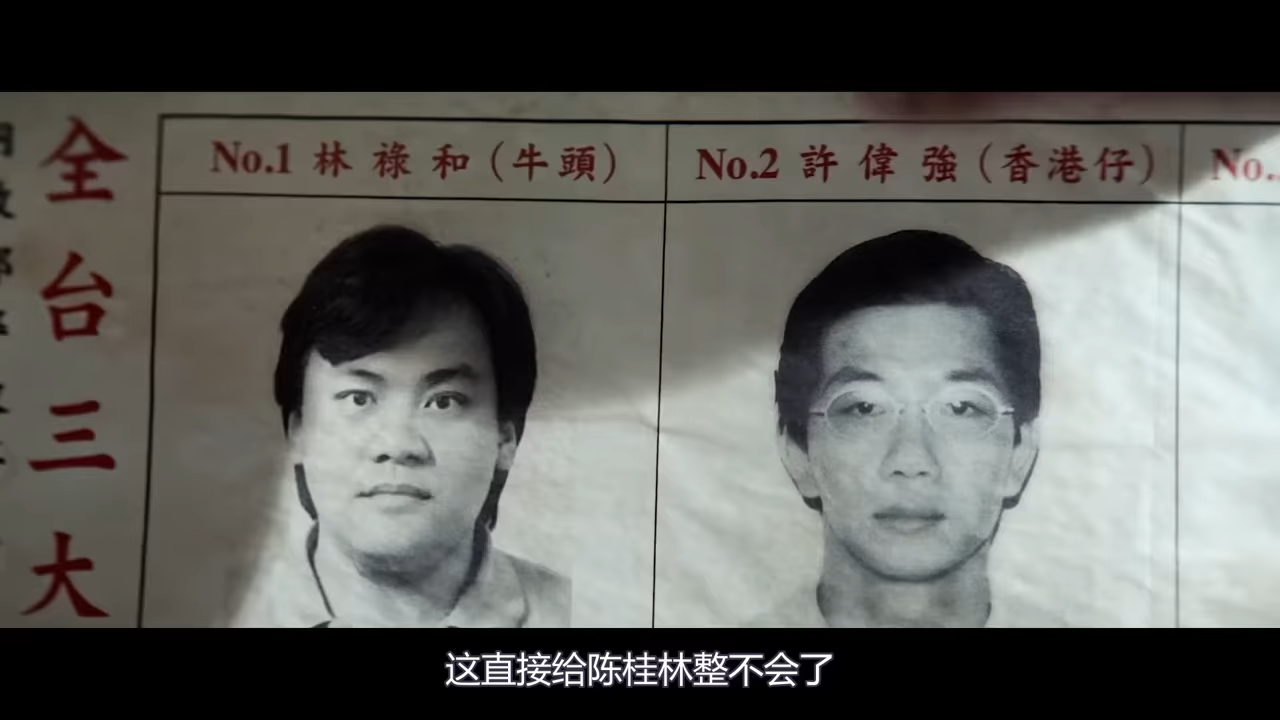 全台三大
No.1 林祿和(牛頭)
No.2 許偉強(香港仔)
No.
这直接给陈桂林整不会了